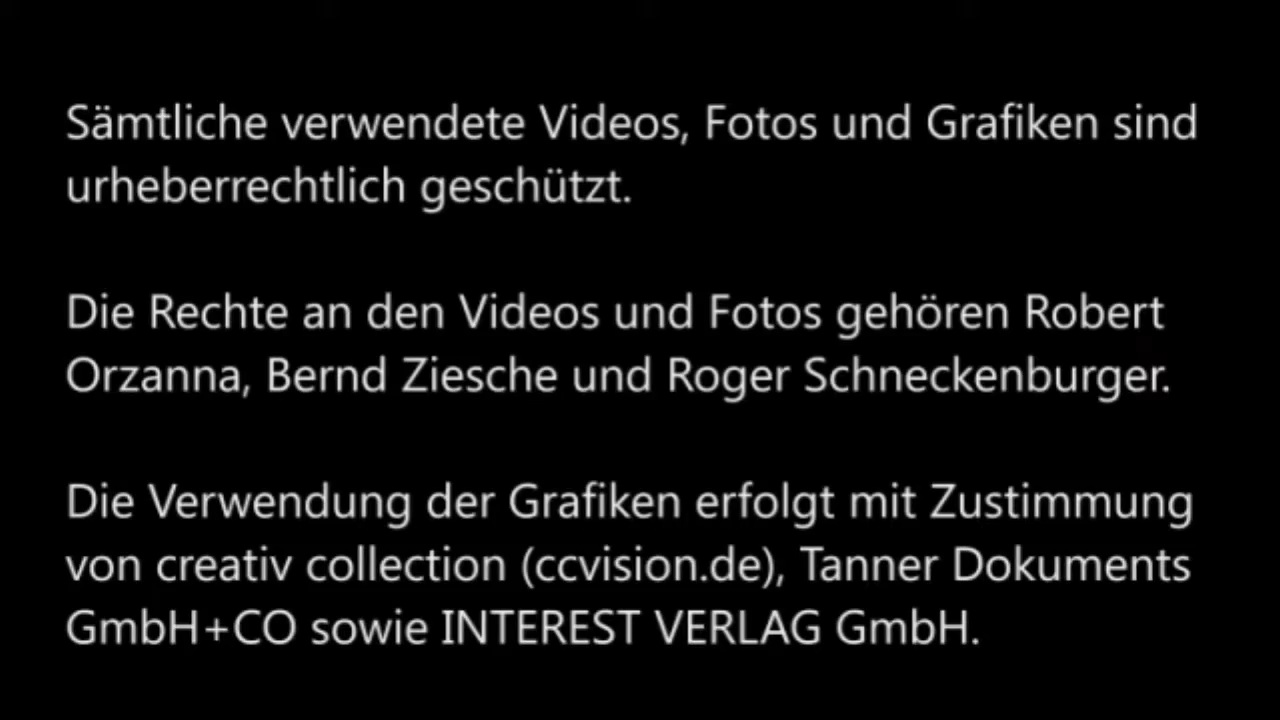 Sämtliche verwendete Videos, Fotos und Grafiken sind
urheberrechtlich geschützt.
Die Rechte an den Videos und Fotos gehören Robert
Orzanna, Bernd Ziesche und Roger Schneckenburger.
Die Verwendung der Grafiken erfolgt mit Zustimmung
von creativ collection (ccvision.de), Tanner Dokuments
GmbH+CO sowie INTEREST VERLAG GmbH.